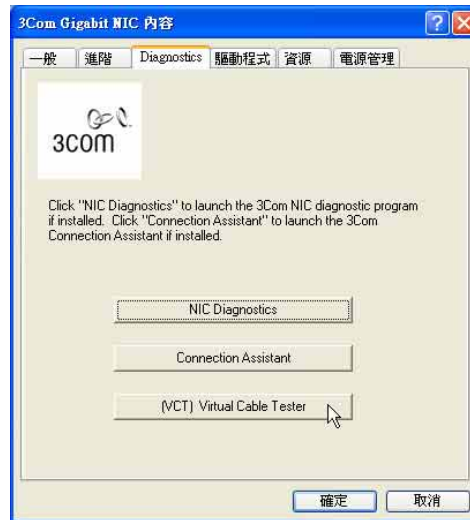 3Com Gigabit NIC 內容
一般 進階 Diagnostics 驅動程式 資源 電源管理
3COM
Click "NIC Diagnostics" to launch the 3Com NIC diagnostic program
if installed. Click "Connection Assistant" to launch the 3Com
Connection Assistant if installed.
NIC Diagnostics
Connection Assistant
(VCT) Virtual Cable Tester
確定 取消